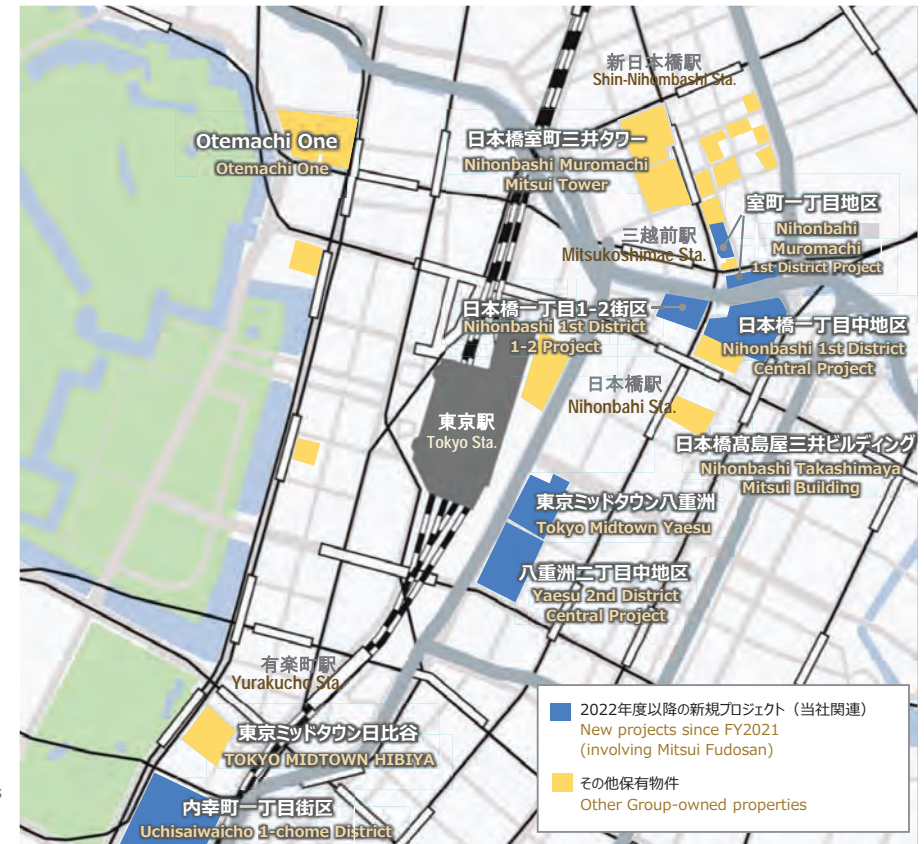 新日本橋駅
Shin-Nihombashi Sta.
Otemachi One
Otemachi One
日本橋室町三井タワー
Nihonbashi Muromachi
Mitsui Tower
室町一丁目地区
Nihonbahi
Muromachi
1st District Project
三越前駅
Mitsukoshimae Sta.
日本橋一丁目1-2街区
Nihonbashi 1st District
1-2 Project
日本橋一丁目中地区
Nihonbashi 1st District
Central Project
日本橋駅
Nihonbahi Sta.
東京駅
Tokyo Sta.
日本橋髙島屋三井ビルディング
Nihonbashi Takashimaya
Mitsui Building
東京ミッドタウン八重洲
Tokyo Midtown Yaesu
八重洲二丁目中地区
Yaesu 2nd District
Central Project
有楽町駅
Yurakucho Sta.
東京ミッドタウン日比谷
TOKYO MIDTOWN HIBIYA
内幸町一丁目街区
Uchisaiwaicho 1-chome District
2022年度以降の新規プロジェクト（当社関連）
New projects since FY2021
(involving Mitsui Fudosan)
その他保有物件
Other Group-owned properties